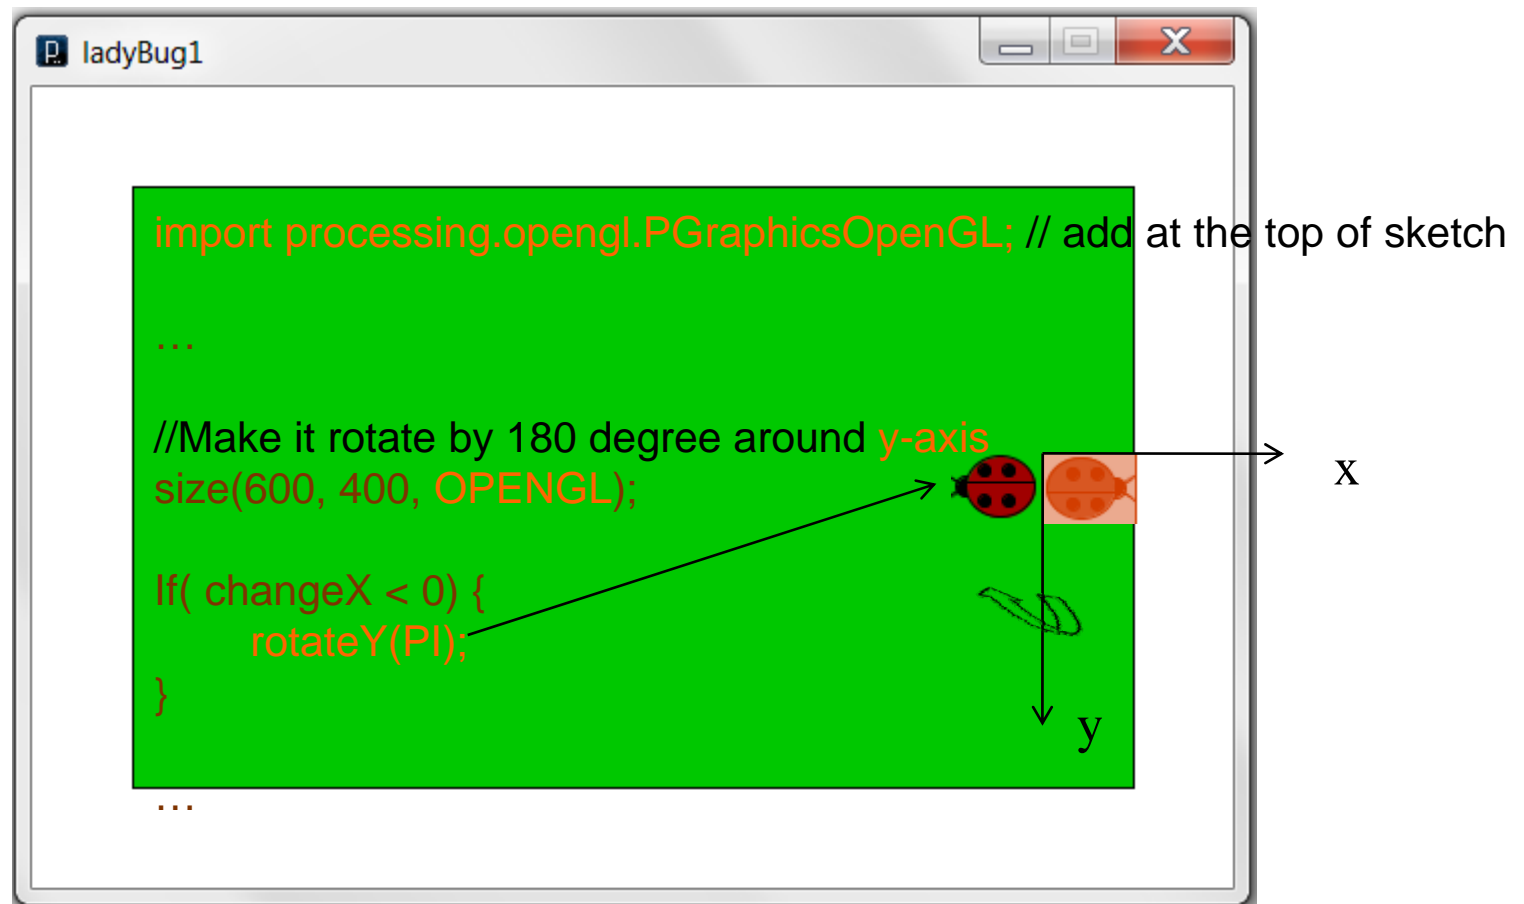 ladyBug1
import processing.opengl.PGraphicsOpenGL; // add at the top of sketch
…
//Make it rotate by 180 degree around y-axis
size(600, 400, OPENGL);
x
If( changeX < 0) {
rotateY(PI);
}
y
…